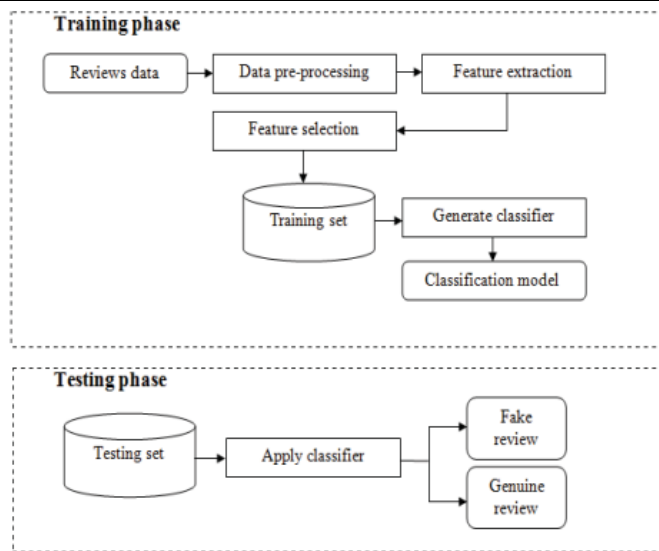 Training phase
Reviews data
Data pre-processing
Feature extraction
Feature selection
Training set
Generate classifier
Classification model
Testing phase
Testing set
Apply classifier
Fake
review
Genuine
review